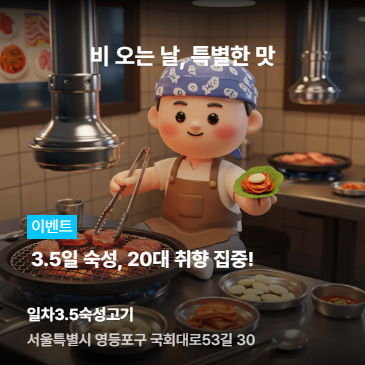 비 오는 날, 특별한 맛
이벤트
3.5일 숙성, 20대 취향 집중!
일차3.5숙성고기
서울특별시 영등포구 국회대로53길 30